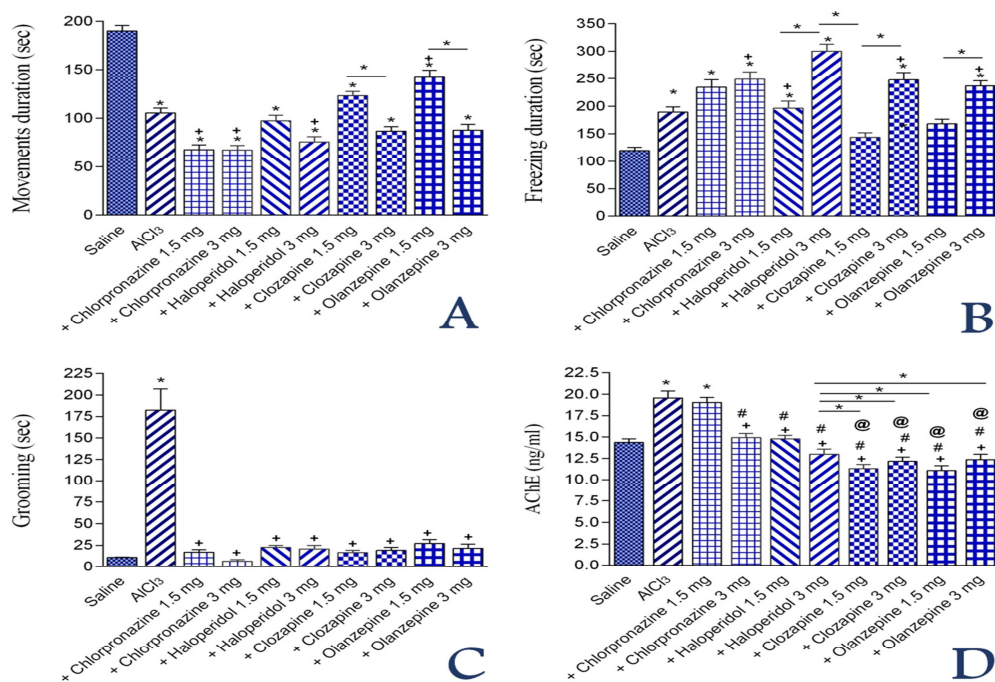 Movements duration (sec)
200
150
100
50
0
* + * + * * + * * * + * * *
Saline
AlCl3
+ Chlorpronazine 1.5 mg
+ Chlorpronazine 3 mg
+ Haloperidol 1.5 mg
+ Haloperidol 3 mg
+ Clozapine 1.5 mg
+ Clozapine 3 mg
+ Olanzepine 1.5 mg
+ Olanzepine 3 mg
A
Freezing duration (sec)
350
300
250
200
150
100
50
0
* * + * + * * * * * + * * + *
Saline
AlCl3
+ Chlorpronazine 1.5 mg
+ Chlorpronazine 3 mg
+ Haloperidol 1.5 mg
+ Haloperidol 3 mg
+ Clozapine 1.5 mg
+ Clozapine 3 mg
+ Olanzepine 1.5 mg
+ Olanzepine 3 mg
B
Grooming (sec)
225
200
175
150
125
100
75
50
25
0
* + + + + + + + +
Saline
AlCl3
+ Chlorpronazine 1.5 mg
+ Chlorpronazine 3 mg
+ Haloperidol 1.5 mg
+ Haloperidol 3 mg
+ Clozapine 1.5 mg
+ Clozapine 3 mg
+ Olanzepine 1.5 mg
+ Olanzepine 3 mg
C
AChE (ng/ml)
22.5
20.0
17.5
15.0
12.5
10.0
7.5
5.0
2.5
0.0
*
*
*
*
* * # + # + # + @ # + @ # + @ # + @ # +
Saline
AlCl3
+ Chlorpronazine 1.5 mg
+ Chlorpronazine 3 mg
+ Haloperidol 1.5 mg
+ Haloperidol 3 mg
+ Clozapine 1.5 mg
+ Clozapine 3 mg
+ Olanzepine 1.5 mg
+ Olanzepine 3 mg
D